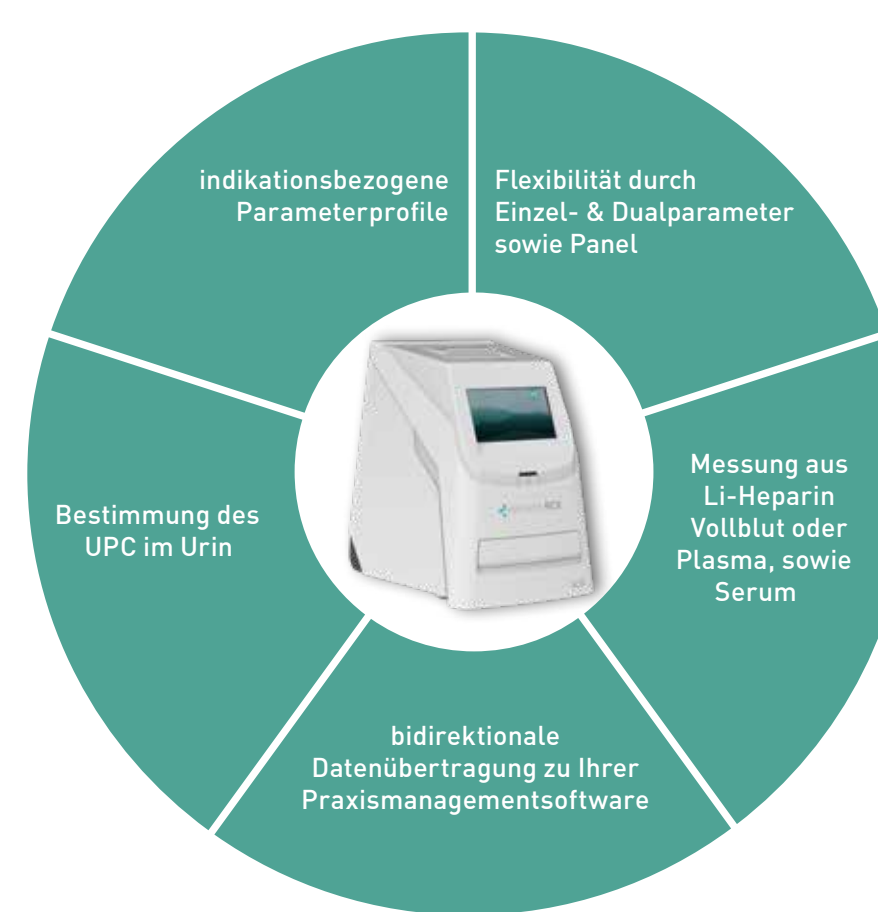 indikationsbezogene
Parameterprofile
Flexibilität durch
Einzel- & Dualparameter
sowie Panel
Messung aus
Li-Heparin
Vollblut oder
Plasma, sowie
Serum
bidirektionale
Datenübertragung zu Ihrer
Praxismanagementsoftware
Bestimmung des
UPC im Urin